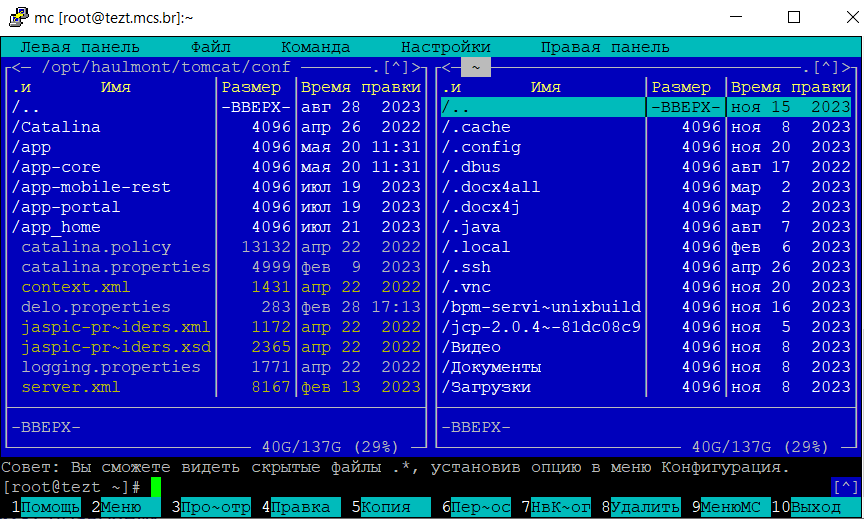 mc [root@tezt.mcs.br]:~
Левая панель Файл Команда Настройки Правая панель
<— /opt/haulmont/tomcat/conf .[^]> <— ~ .[^]>
.и Имя Размер Время правки .и Имя Размер Время правки
/.. -ВВЕРХ- авг 28 2023 /.. -ВВЕРХ- ноя 15 2023
/Catalina 4096 апр 26 2022 /.cache 4096 ноя 8 2023
/app 4096 мая 20 11:31 /.config 4096 ноя 20 2023
/app-core 4096 мая 20 11:31 /.dbus 4096 авг 17 2022
/app-mobile-rest 4096 июл 19 2023 /.docx4all 4096 мар 2 2023
/app-portal 4096 июл 19 2023 /.docx4j 4096 мар 2 2023
/app_home 4096 июл 21 2023 /.java 4096 авг 7 2023
catalina.policy 13132 апр 22 2022 /.local 4096 фев 6 2023
catalina.properties 4999 фев 9 2023 /.ssh 4096 апр 26 2023
context.xml 1431 апр 22 2022 /.vnc 4096 ноя 20 2023
delo.properties 283 фев 28 17:13 /bpm-servi~unixbuild 4096 ноя 16 2023
jaspic-pr~iders.xml 1172 апр 22 2022 /jcp-2.0.4~-81dc08c9 4096 ноя 5 2023
jaspic-pr~iders.xsd 2365 апр 22 2022 /Видео 4096 ноя 8 2023
logging.properties 1771 апр 22 2022 /Документы 4096 ноя 8 2023
server.xml 8167 фев 13 2023 /Загрузки 4096 ноя 8 2023
-ВВЕРХ- -ВВЕРХ-
40G/137G (29%) 40G/137G (29%)
Совет: Вы сможете видеть скрытые файлы .*, установив опцию в меню Конфигурация.
[root@tezt ~]# [^]
1Помощь 2Меню 3Про~отр 4Правка 5Копия 6Пер~ос 7НвК~ог 8Удалить 9МенюMC 10Выход